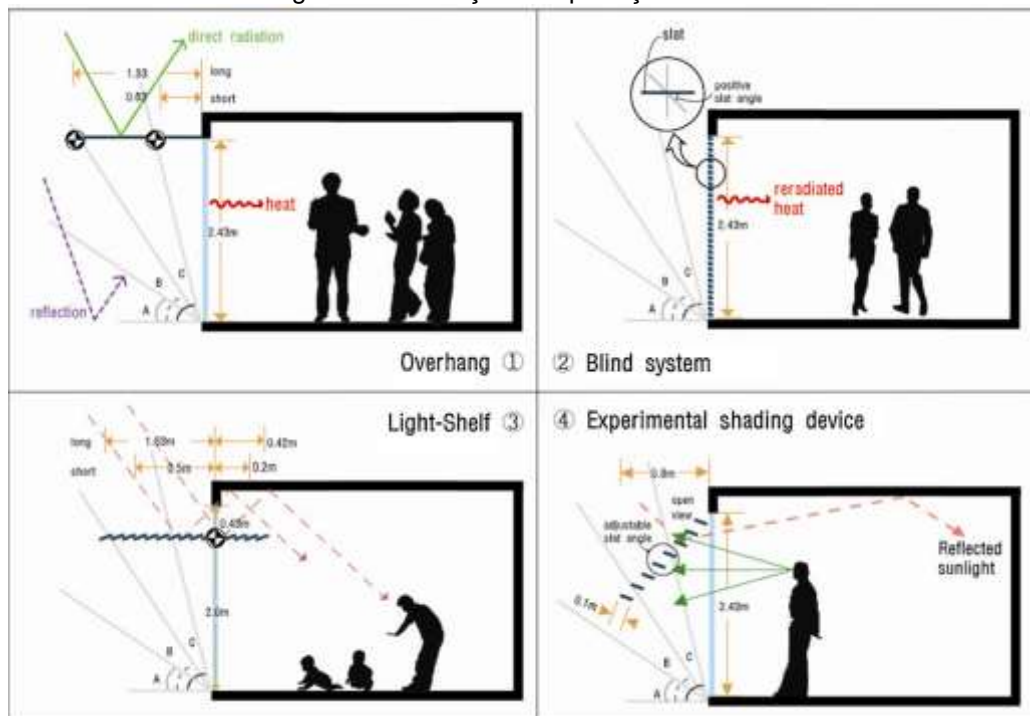 direct radiation
1.33
long
0.63
short
heat
2.43m
B
C
A
reflection
Overhang ①
slat
positive
slat angle
reradiated
heat
2.43m
B
C
A
② Blind system
Light-Shelf ③
long
1.63m
0.42m
short
0.5m
0.2m
0.43m
2.0m
B
C
A
④ Experimental shading device
0.8m
open
view
adjustable
slat angle
Reflected
sunlight
0.1m
2.43m
B
C
A